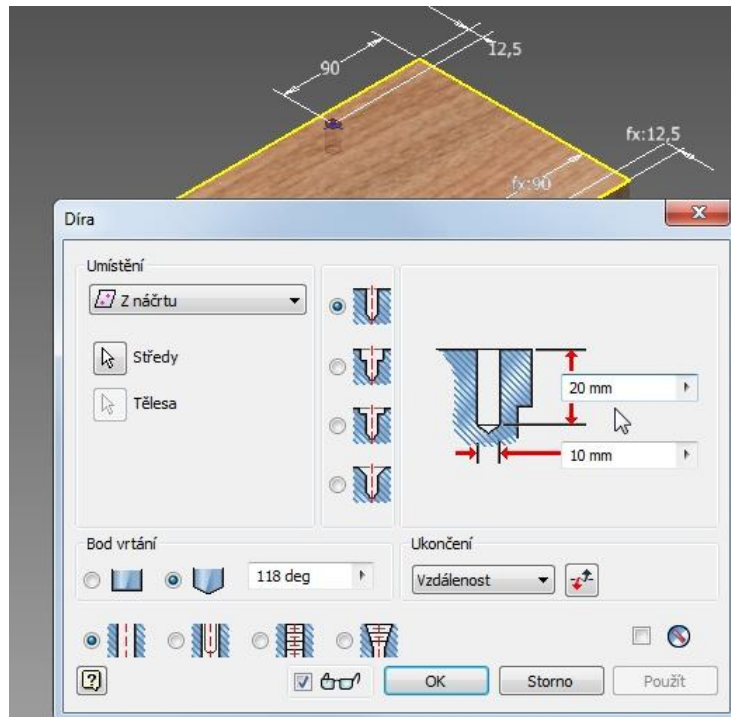 12,5
90
fx:12,5
fx:90
Díra
Umístění
Z náčrtu
Středy
Tělesa
20 mm
10 mm
Bod vrtání
118 deg
Ukončení
Vzdálenost
OK
Storno
Použít